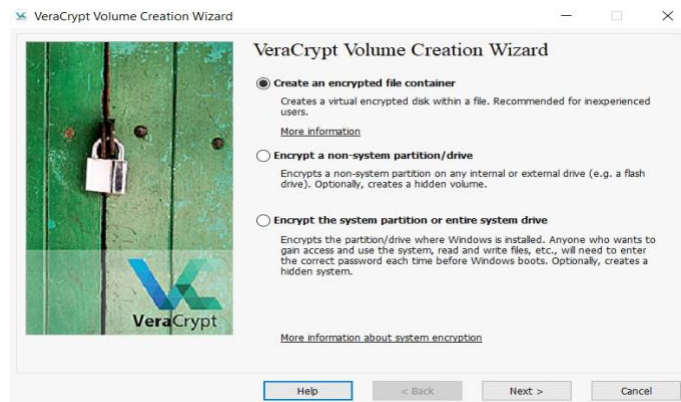 VeraCrypt Volume Creation Wizard
VeraCrypt Volume Creation Wizard
Create an encrypted file container
Creates a virtual encrypted disk within a file. Recommended for inexperienced
users.
More information
Encrypt a non-system partition/drive
Encrypts a non-system partition on any internal or external drive (e.g. a flash
drive). Optionally, creates a hidden volume.
Encrypt the system partition or entire system drive
Encrypts the partition/drive where Windows is installed. Anyone who wants to
gain access and use the system, read and write files, etc., will need to enter
the correct password each time before Windows boots. Optionally, creates a
hidden system.
VeraCrypt
More information about system encryption
Help
< Back
Next >
Cancel